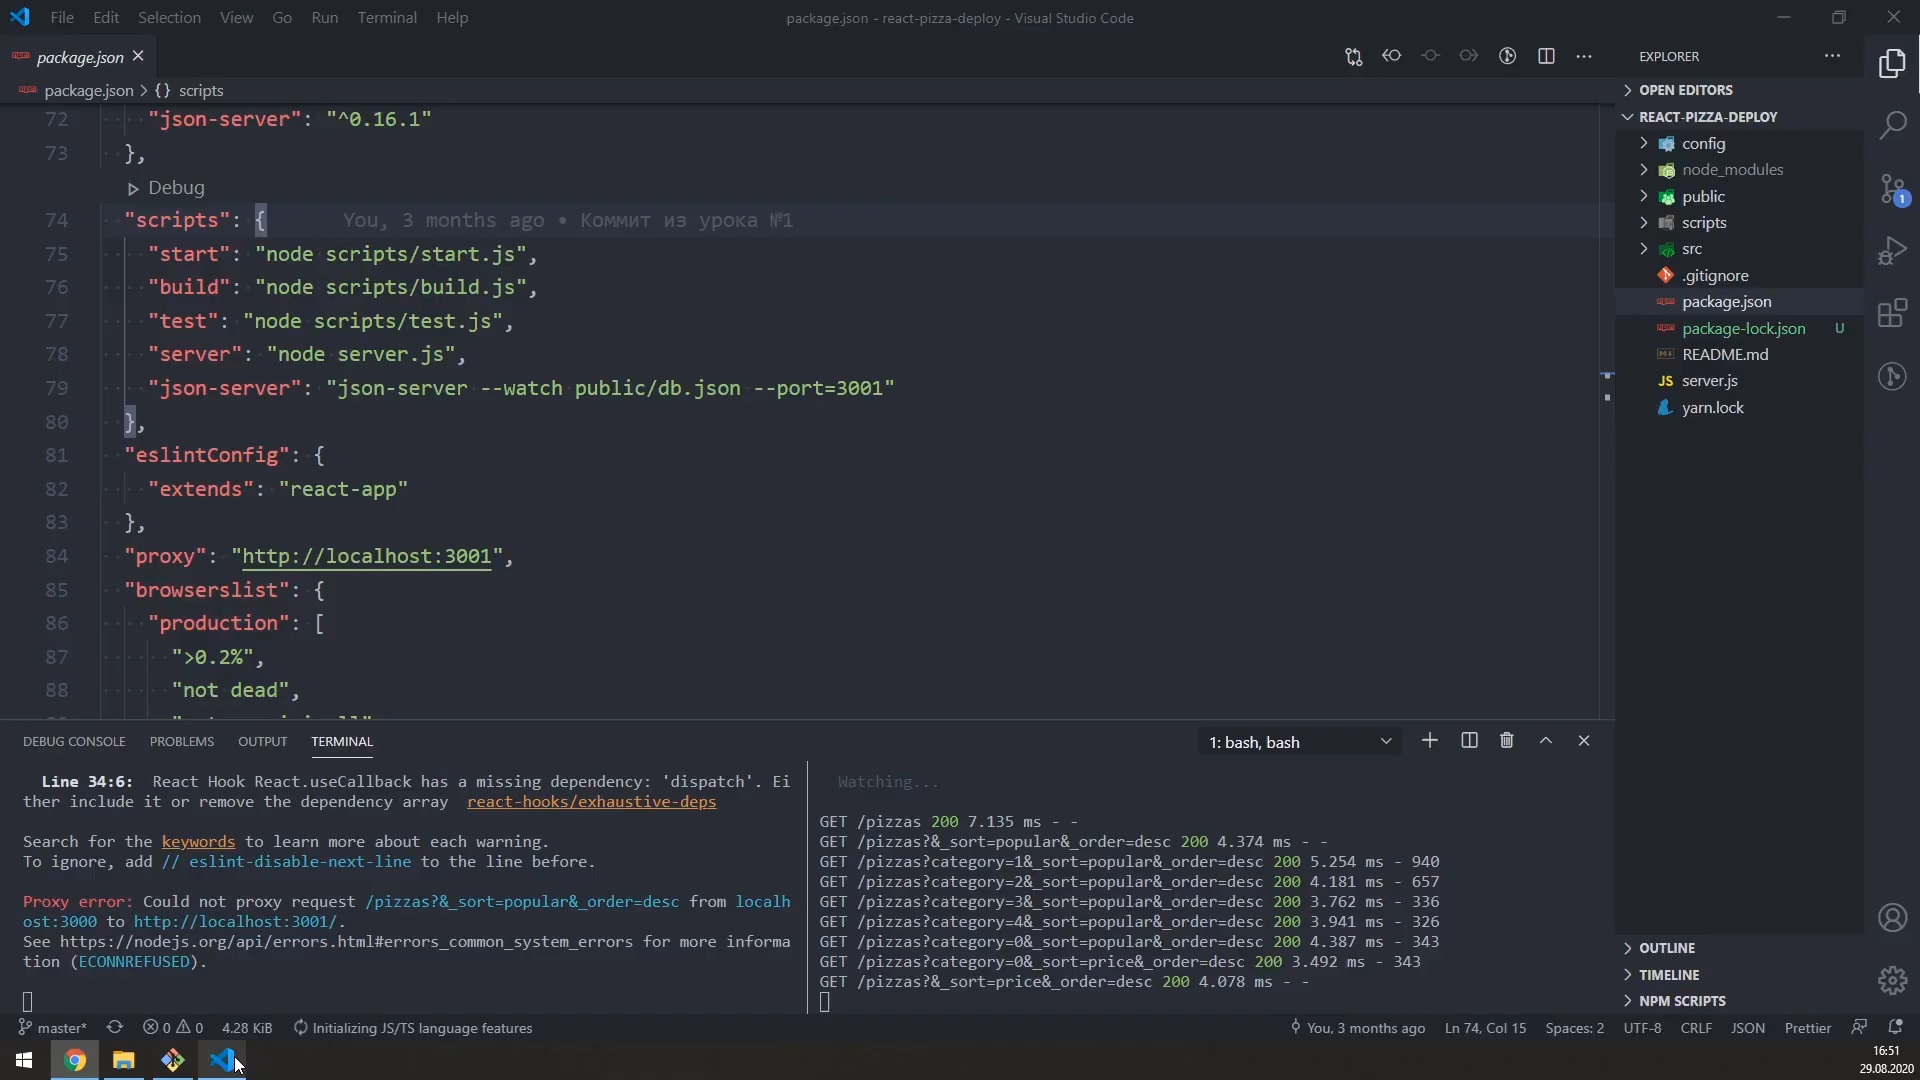 File Edit Selection View Go Run Terminal Help
package.json - react-pizza-deploy - Visual Studio Code
package.json
package.json > {} scripts
72 "json-server": "^0.16.1"
73 },
Debug
74 "scripts": { You, 3 months ago • Коммит из урока №1
75 "start": "node scripts/start.js",
76 "build": "node scripts/build.js",
77 "test": "node scripts/test.js",
78 "server": "node server.js",
79 "json-server": "json-server --watch public/db.json --port=3001"
80 },
81 "eslintConfig": {
82 "extends": "react-app"
83 },
84 "proxy": "http://localhost:3001",
85 "browserslist": {
86 "production": [
87 ">0.2%",
88 "not dead",
EXPLORER
OPEN EDITORS
REACT-PIZZA-DEPLOY
config
node_modules
public
scripts
src
.gitignore
package.json
package-lock.json U
README.md
JS server.js
yarn.lock
OUTLINE
TIMELINE
NPM SCRIPTS
1
DEBUG CONSOLE PROBLEMS OUTPUT TERMINAL
1: bash, bash
Line 34:6: React Hook React.useCallback has a missing dependency: 'dispatch'. Ei
ther include it or remove the dependency array react-hooks/exhaustive-deps
Search for the keywords to learn more about each warning.
To ignore, add // eslint-disable-next-line to the line before.
Proxy error: Could not proxy request /pizzas?&_sort=popular&_order=desc from localh
ost:3000 to http://localhost:3001/.
See https://nodejs.org/api/errors.html#errors_common_system_errors for more informa
tion (ECONNREFUSED).
Watching...
GET /pizzas 200 7.135 ms - -
GET /pizzas?&_sort=popular&_order=desc 200 4.374 ms - -
GET /pizzas?category=1&_sort=popular&_order=desc 200 5.254 ms - 940
GET /pizzas?category=2&_sort=popular&_order=desc 200 4.181 ms - 657
GET /pizzas?category=3&_sort=popular&_order=desc 200 3.762 ms - 336
GET /pizzas?category=4&_sort=popular&_order=desc 200 3.941 ms - 326
GET /pizzas?category=0&_sort=popular&_order=desc 200 4.387 ms - 343
GET /pizzas?category=0&_sort=price&_order=desc 200 3.492 ms - 343
GET /pizzas?&_sort=price&_order=desc 200 4.078 ms - -
master* 0 0 4.28 KiB Initializing JS/TS language features
You, 3 months ago Ln 74, Col 15 Spaces: 2 UTF-8 CRLF JSON Prettier
16:51
29.08.2020